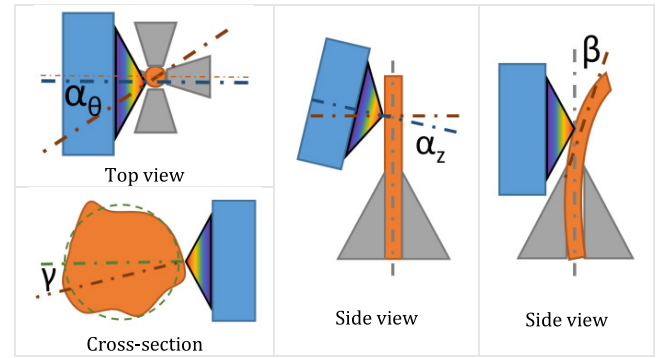 α_θ
Top view
γ
Cross-section
α_z
Side view
β
Side view